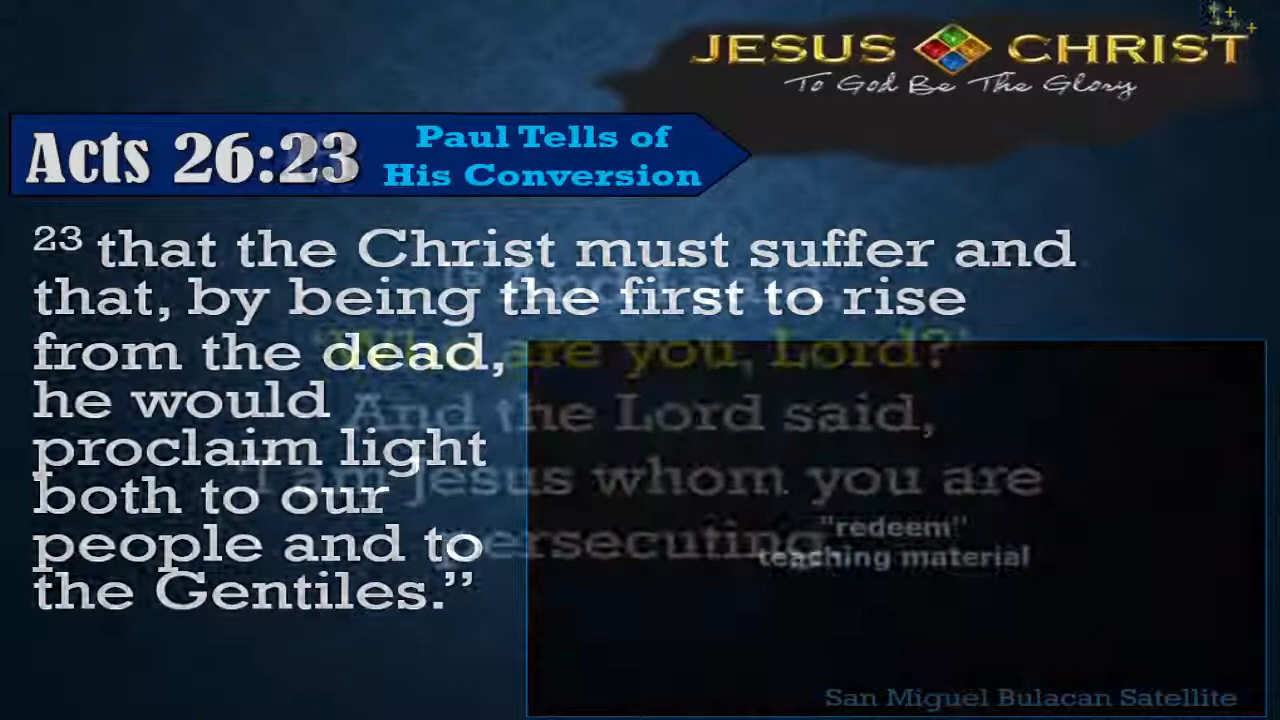 JESUS CHRIST
To God Be The Glory
Acts 26:23
Paul Tells of
His Conversion
23 that the Christ must suffer and
that, by being the first to rise
from the dead,
he would
proclaim light
both to our
people and to
the Gentiles.”
are you, Lord?'
And the Lord said,
I am Jesus whom you are
persecuting.
"redeem"
teaching material
San Miguel Bulacan Satellite